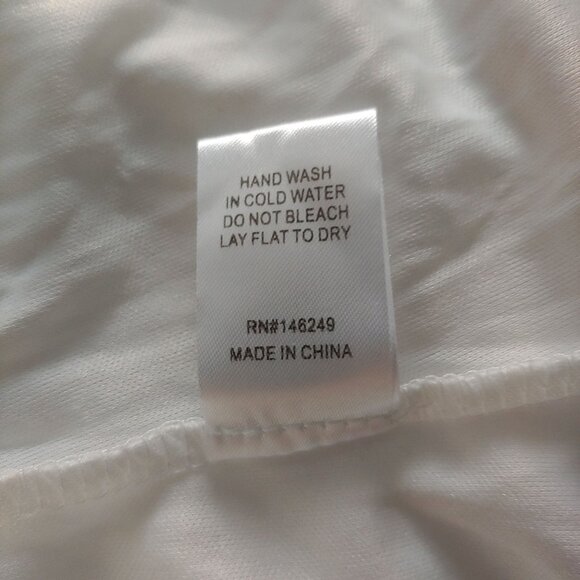 HAND WASH
IN COLD WATER
DO NOT BLEACH
LAY FLAT TO DRY
RN#146249
MADE IN CHINA